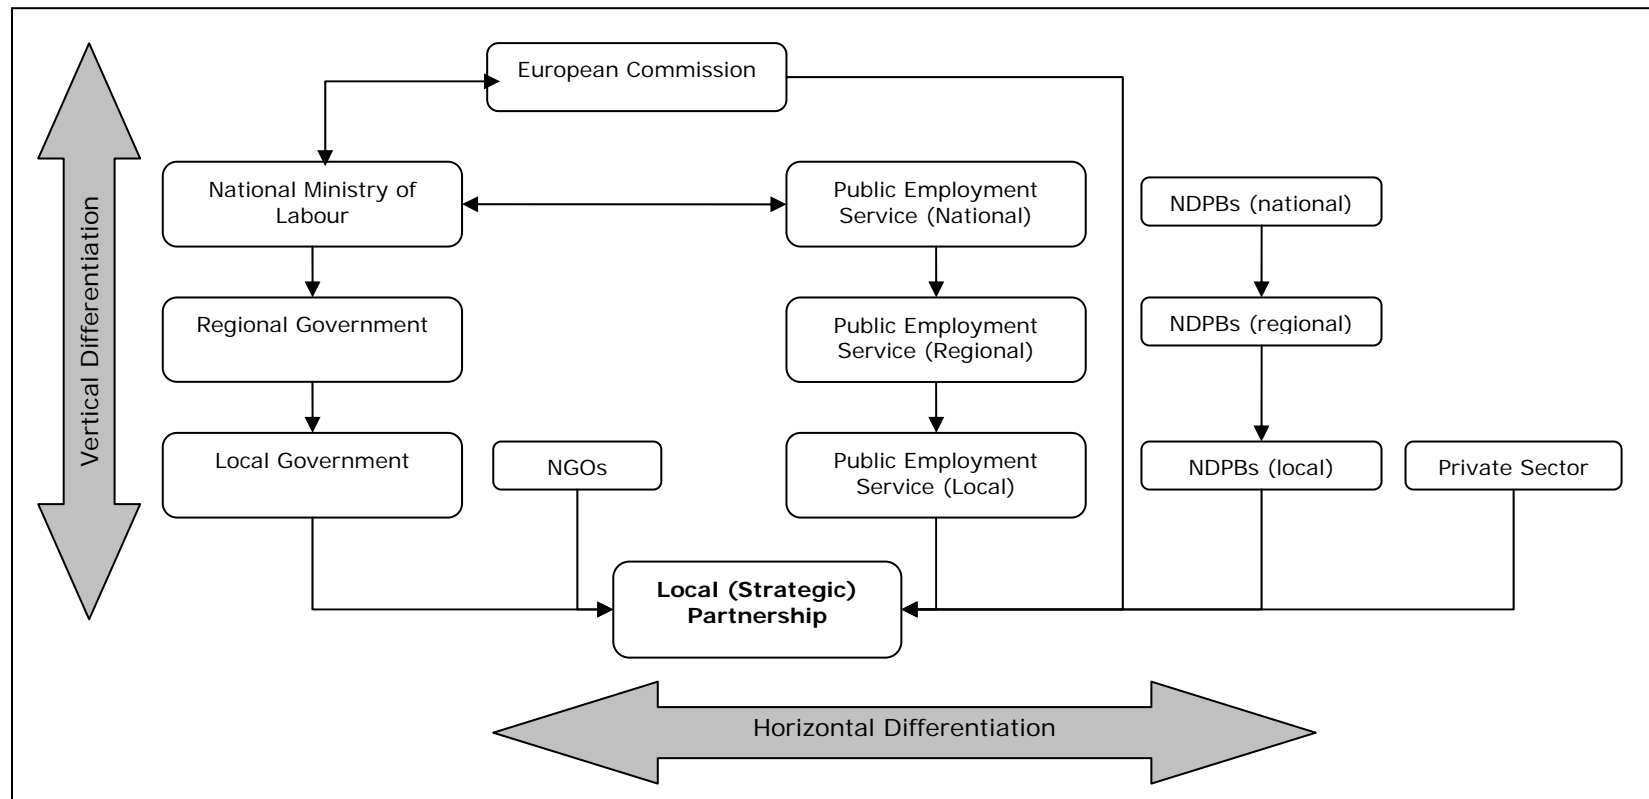 European Commission
National Ministry of
Labour
Public Employment
Service (National)
NDPBs (national)
Regional Government
Public Employment
Service (Regional)
NDPBs (regional)
Local Government
NGOs
Public Employment
Service (Local)
NDPBs (local)
Private Sector
Local (Strategic)
Partnership
Vertical Differentiation
Horizontal Differentiation